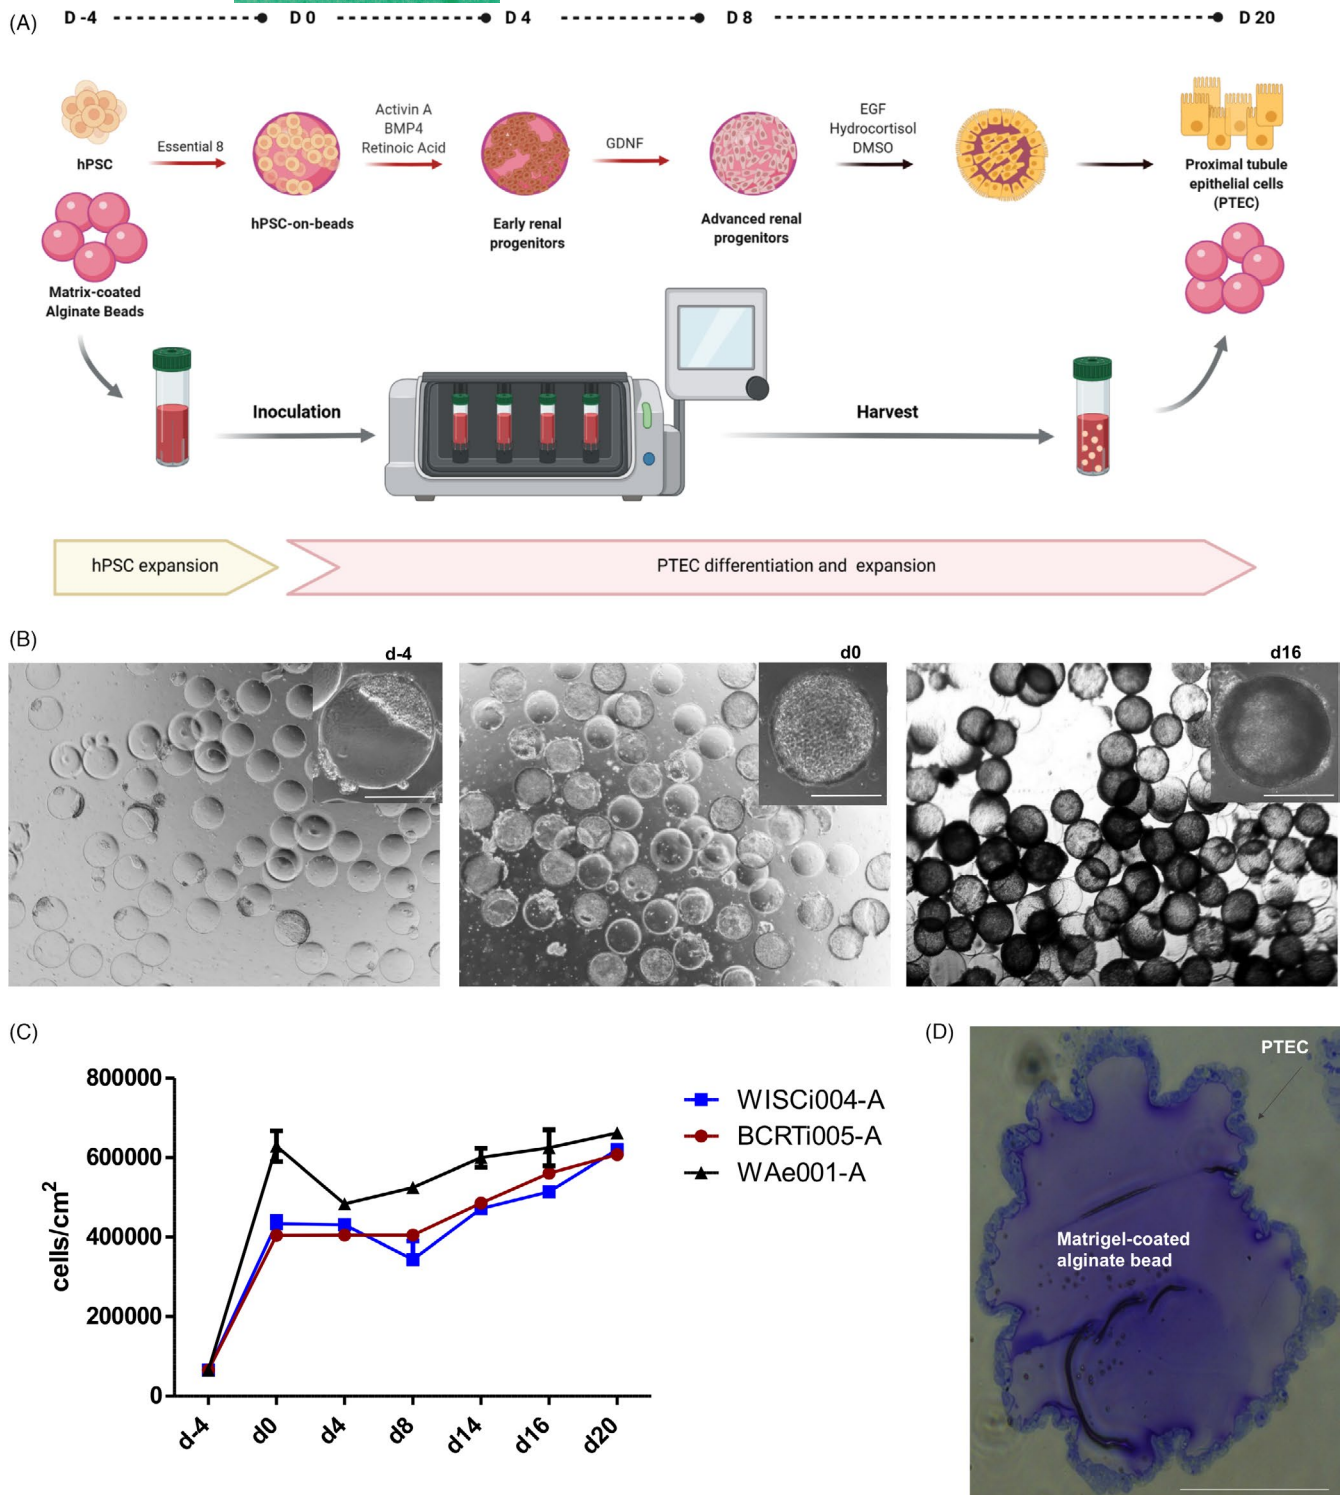 (A)
D -4 D 0 D 4 D 8 D 20
hPSC
Essential 8
Activin A
BMP4
Retinoic Acid
GDNF
EGF
Hydrocortisol
DMSO
Matrix-coated
Alginate Beads
hPSC-on-beads
Early renal
progenitors
Advanced renal
progenitors
Proximal tubule
epithelial cells
(PTEC)
Inoculation
Harvest
hPSC expansion
PTEC differentiation and expansion
(B)
d-4
d0
d16
(C)
cells/cm²
800000
600000
400000
200000
0
d-4 d0 d4 d8 d14 d16 d20
WISCi004-A
BCRTi005-A
WAe001-A
(D)
PTEC
Matrigel-coated
alginate bead